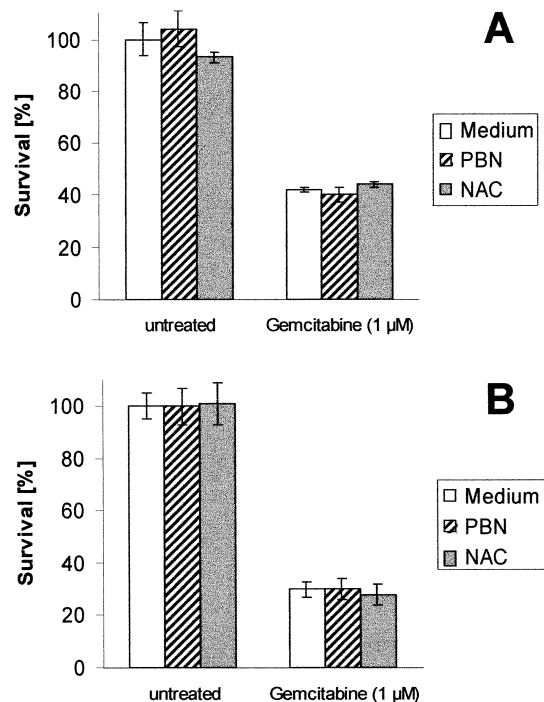 A
Survival [%]
100
80
60
40
20
0
untreated
Gemcitabine (1 µM)
Medium
PBN
NAC
B
Survival [%]
100
80
60
40
20
0
untreated
Gemcitabine (1 µM)
Medium
PBN
NAC